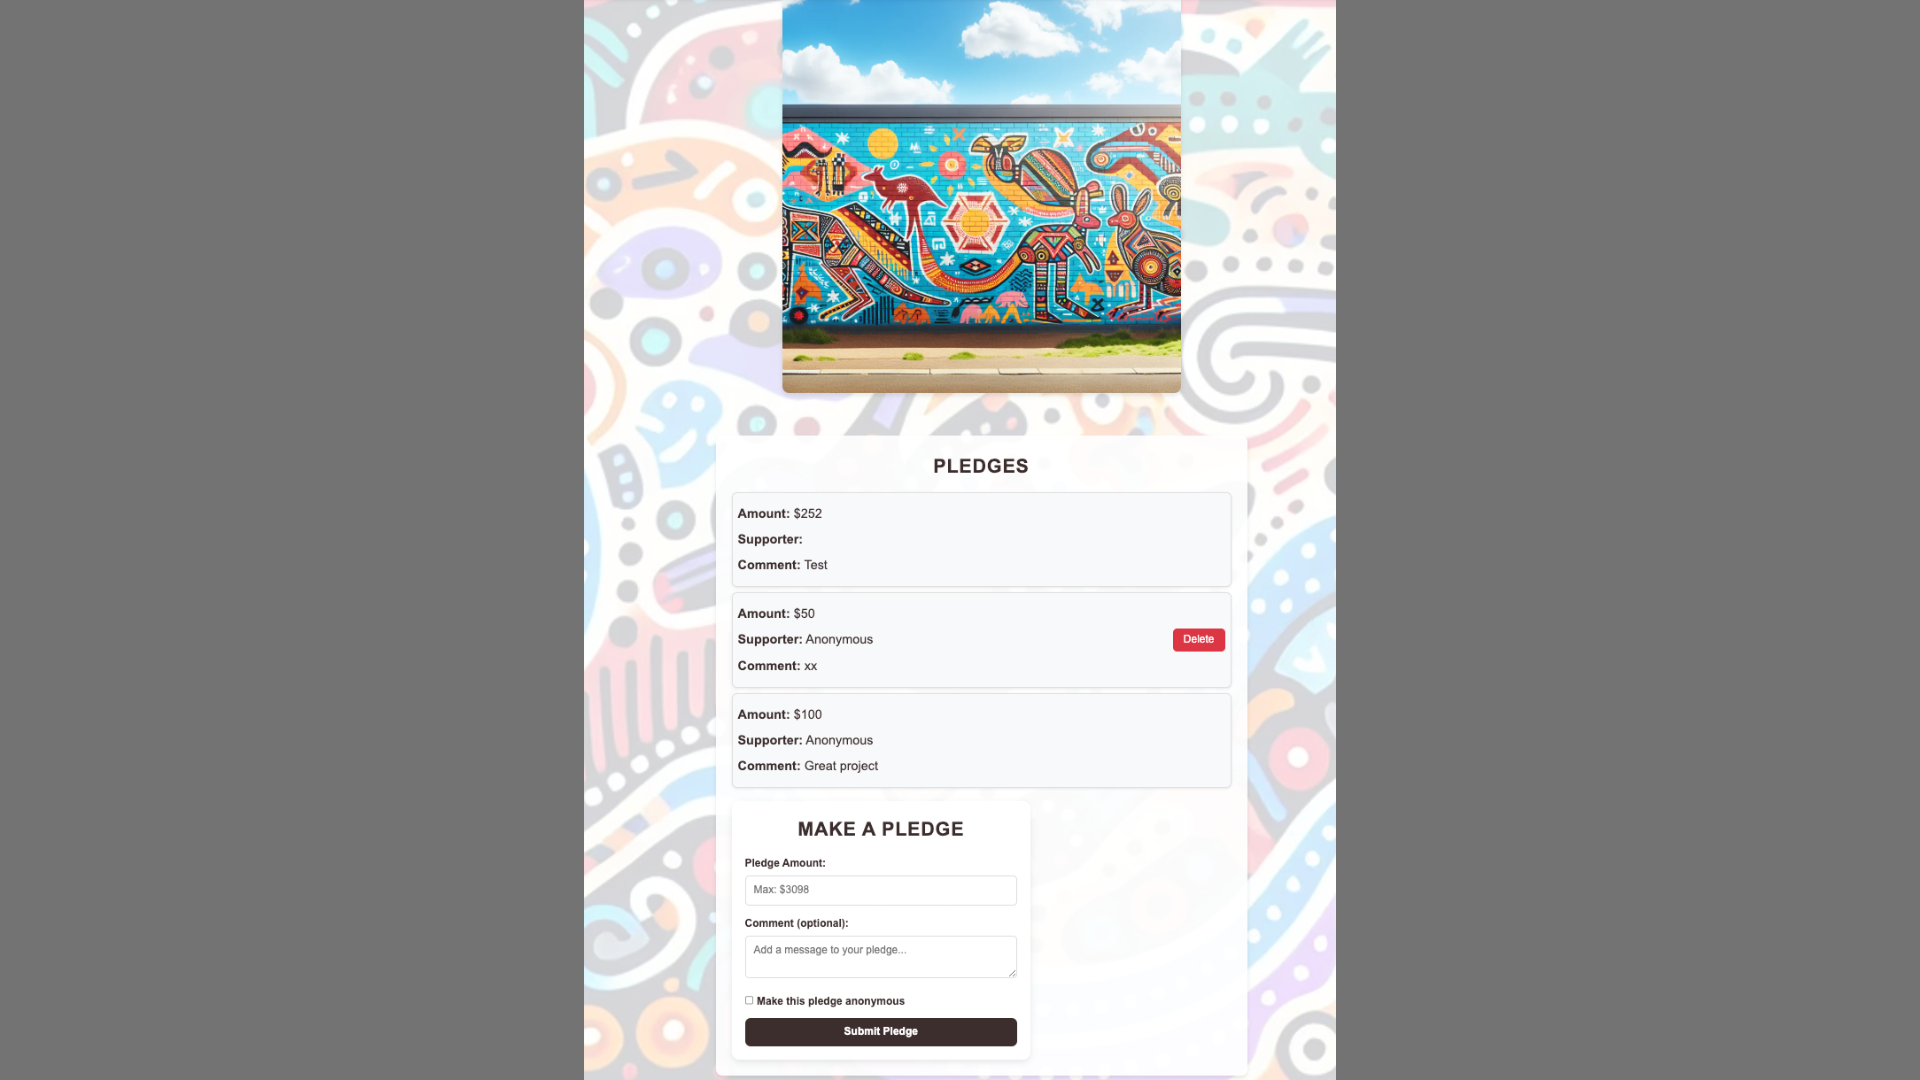 PLEDGES
Amount: $252
Supporter:
Comment: Test
Amount: $50
Supporter: Anonymous
Delete
Comment: xx
Amount: $100
Supporter: Anonymous
Comment: Great project
MAKE A PLEDGE
Pledge Amount:
Max: $3098
Comment (optional):
Add a message to your pledge...
Make this pledge anonymous
Submit Pledge